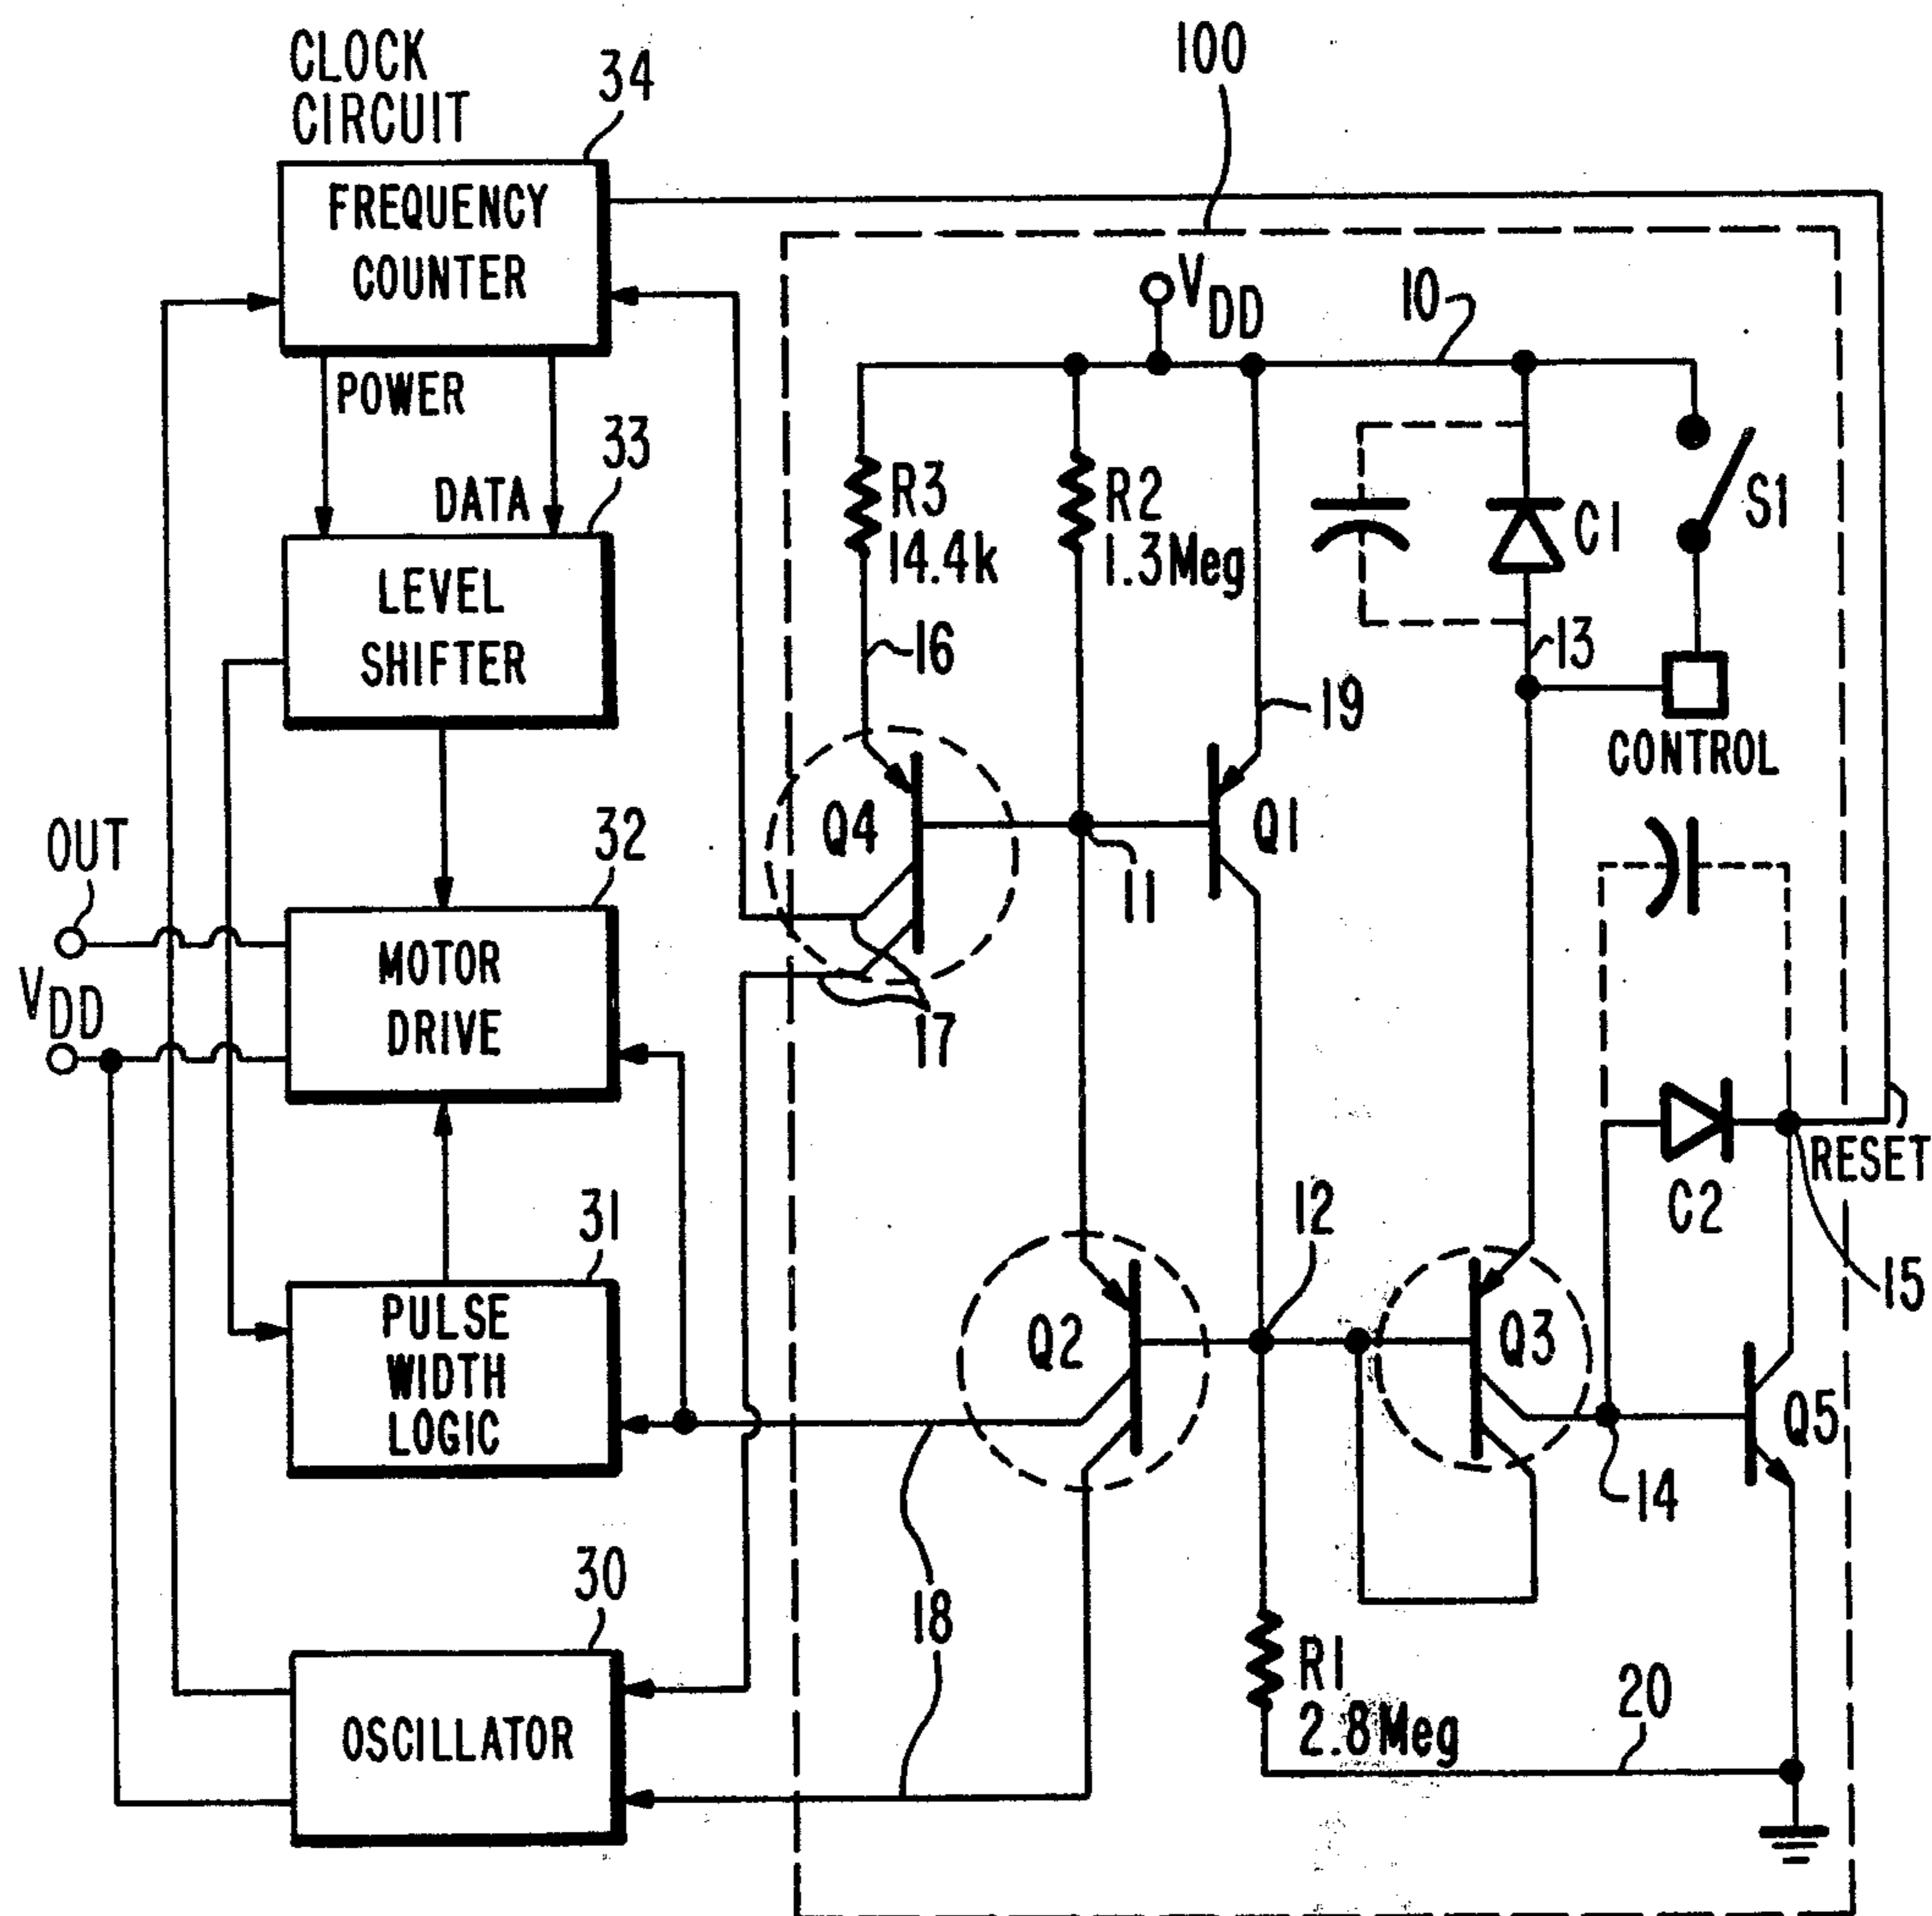 CLOCK
CIRCUIT
34
100
FREQUENCY
COUNTER
VDD
10
POWER
33
DATA
R3
14.4k
R2
1.3Meg
C1
S1
LEVEL
SHIFTER
16
13
19
CONTROL
Q4
Q1
32
OUT
11
MOTOR
DRIVE
VDD
17
RESET
C2
31
12
15
PULSE
WIDTH
LOGIC
Q2
Q3
Q5
14
30
18
R1
2.8Meg
20
OSCILLATOR